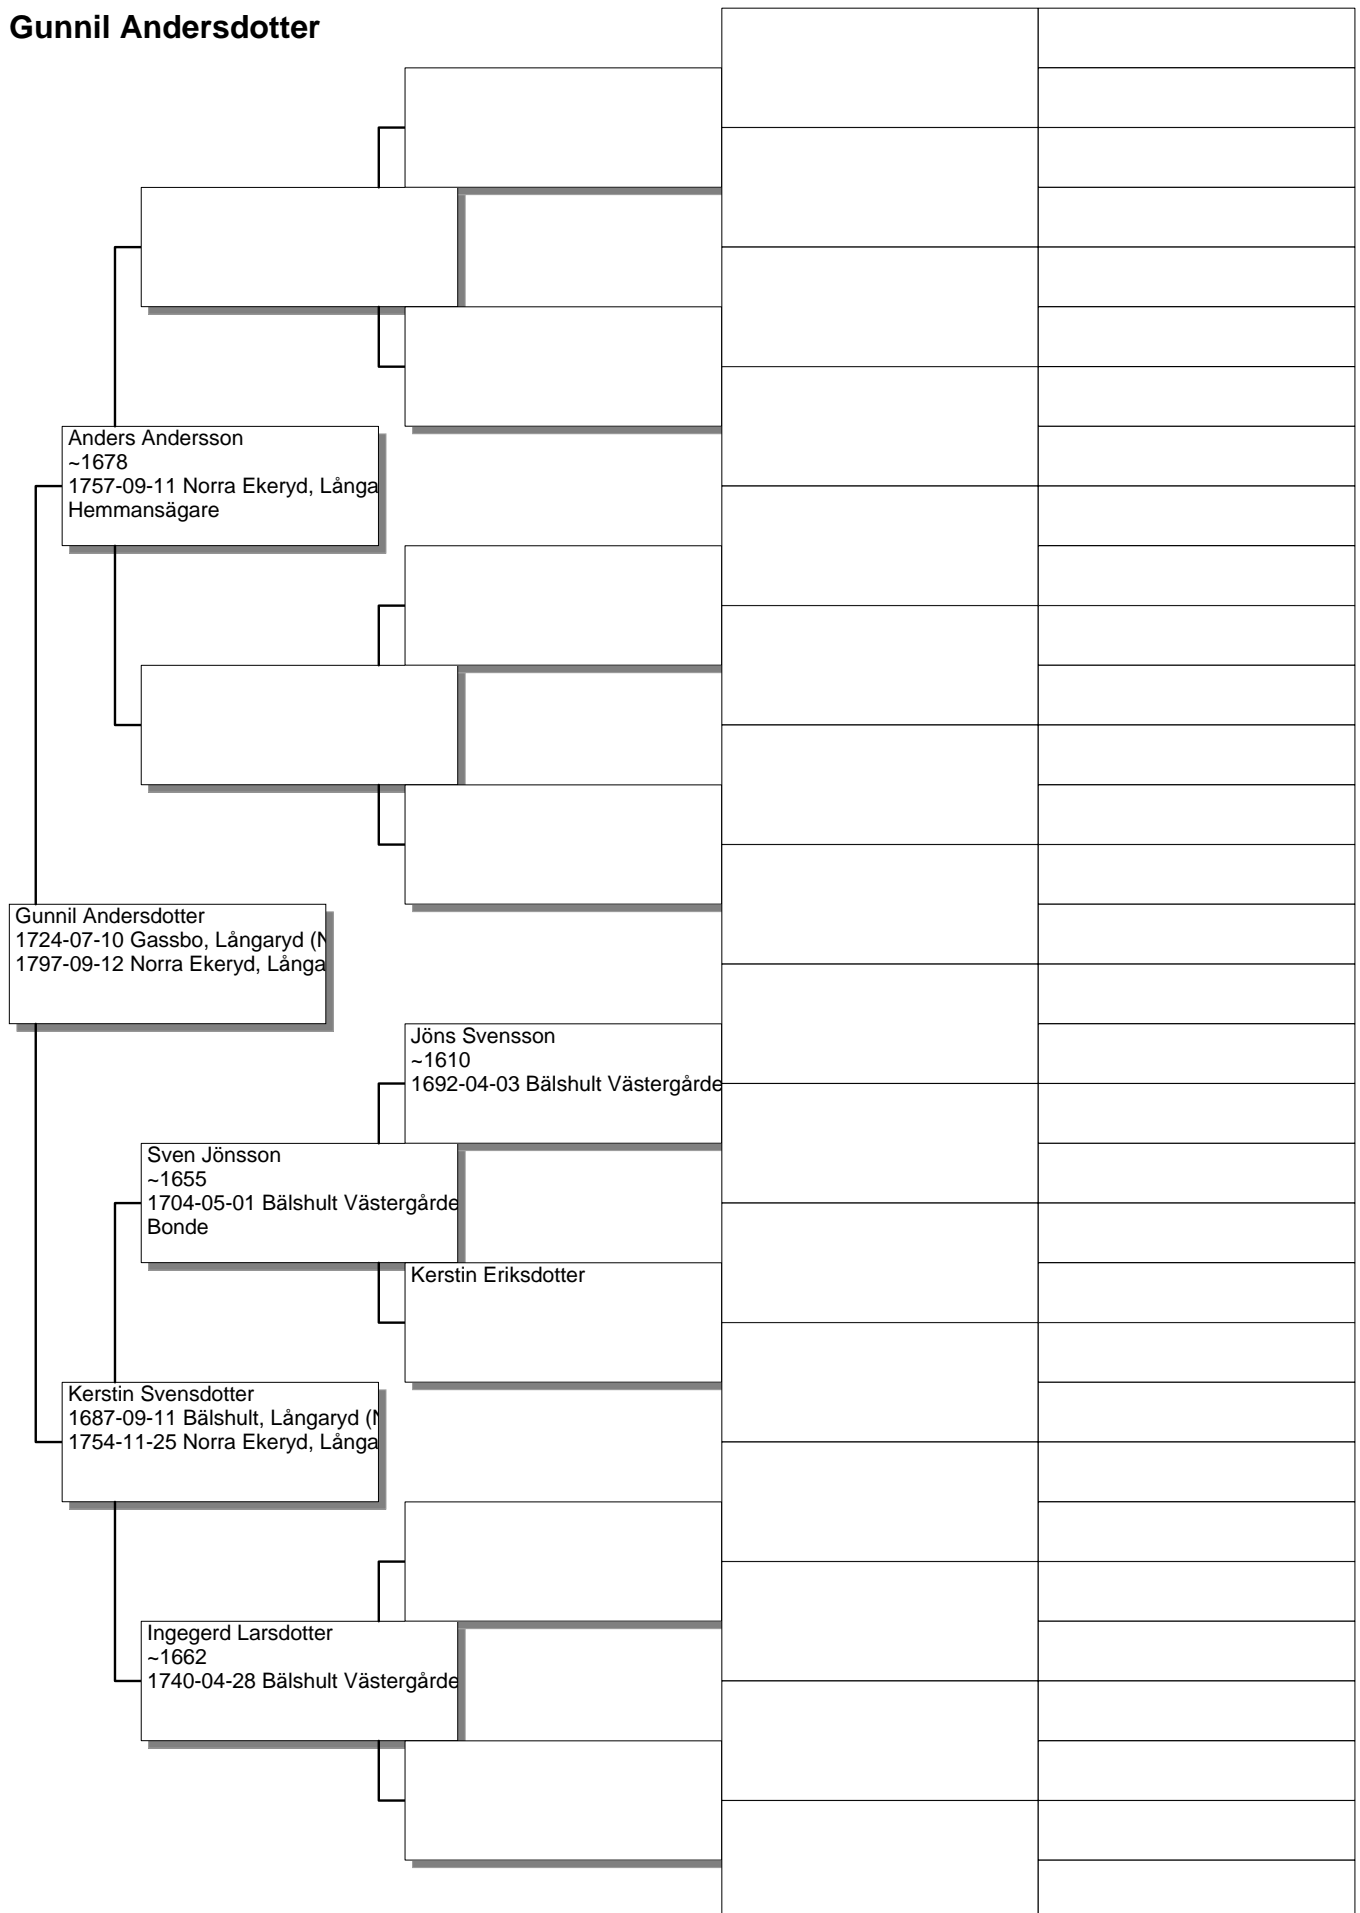 Gunnil Andersdotter
Anders Andersson
~1678
1757-09-11 Norra Ekeryd, Långa
Hemmansägare
Gunnil Andersdotter
1724-07-10 Gassbo, Långaryd (N
1797-09-12 Norra Ekeryd, Långa
Jöns Svensson
~1610
1692-04-03 Bälshult Västergårde
Sven Jönsson
~1655
1704-05-01 Bälshult Västergårde
Bonde
Kerstin Eriksdotter
Kerstin Svensdotter
1687-09-11 Bälshult, Långaryd (N
1754-11-25 Norra Ekeryd, Långa
Ingegerd Larsdotter
~1662
1740-04-28 Bälshult Västergårde